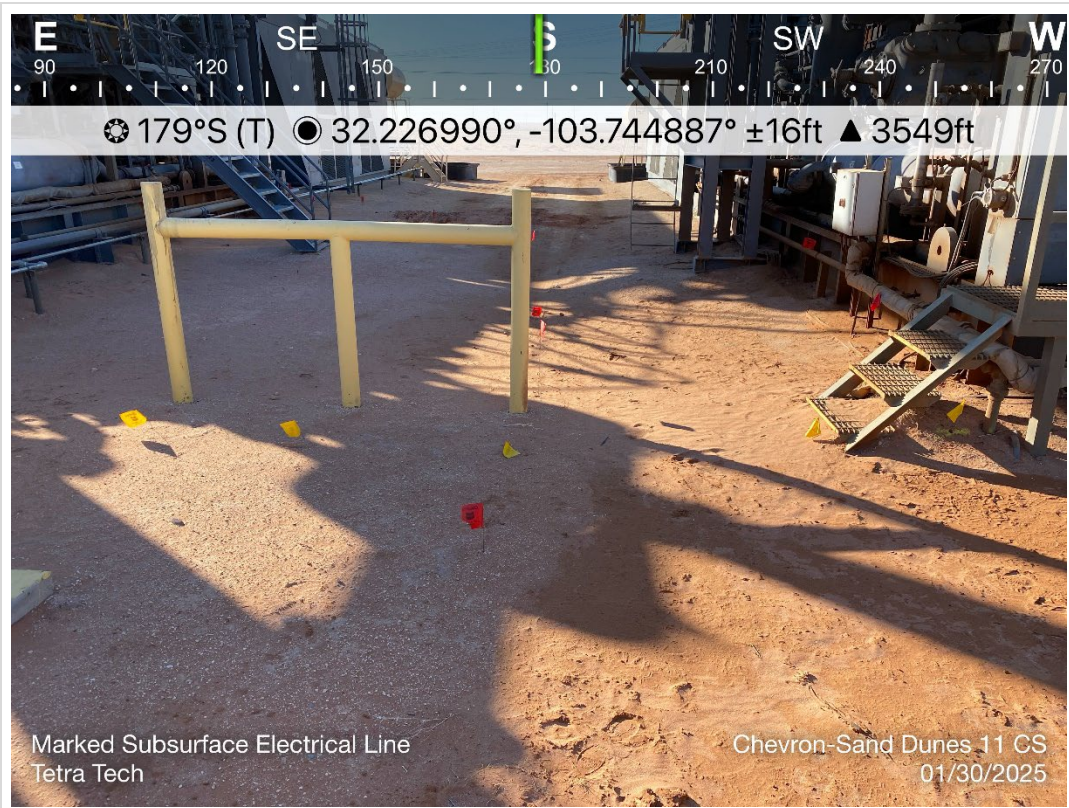 E SE S SW W
90 120 150 180 210 240 270
179°S (T) 32.226990°, -103.744887° ±16ft ▲ 3549ft
Marked Subsurface Electrical Line
Tetra Tech
Chevron-Sand Dunes 11 CS
01/30/2025